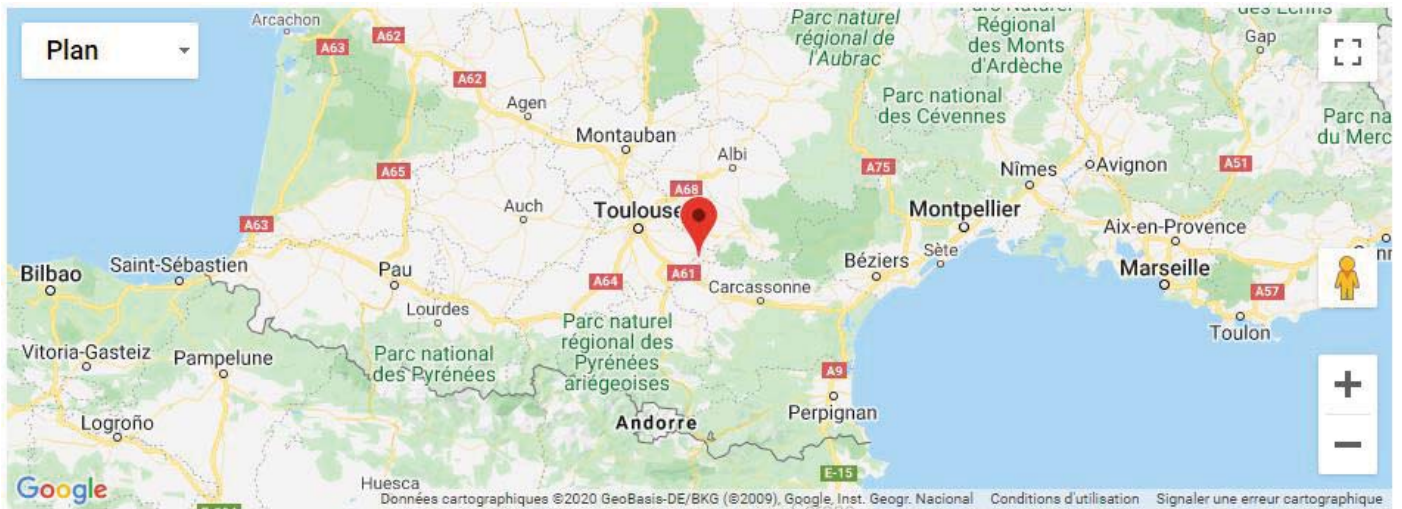 Arcachon
Plan
A63
A62
Parc naturel
régional de
l'Aubrac
Régional
des Monts
d'Ardèche
Gap
A62
Agen
Parc national
des Cévennes
Montauban
Albi
A75
Nîmes
Avignon
A51
A65
A68
A63
Auch
Toulouse
Montpellier
Aix-en-Provence
Bilbao
Saint-Sébastien
Pau
A64
A61
Carcassonne
Béziers
Sète
Marseille
A57
Lourdes
Toulon
Parc naturel
régional des
Pyrénées
ariégeoises
Vitoria-Gasteiz
Pampelune
Parc national
des Pyrénées
A9
Perpignan
Logroño
Andorre
E-15
Huesca
Google
Données cartographiques ©2020 GeoBasis-DE/BKG (©2009), Google, Inst. Geogr. Nacional Conditions d'utilisation Signaler une erreur cartographique